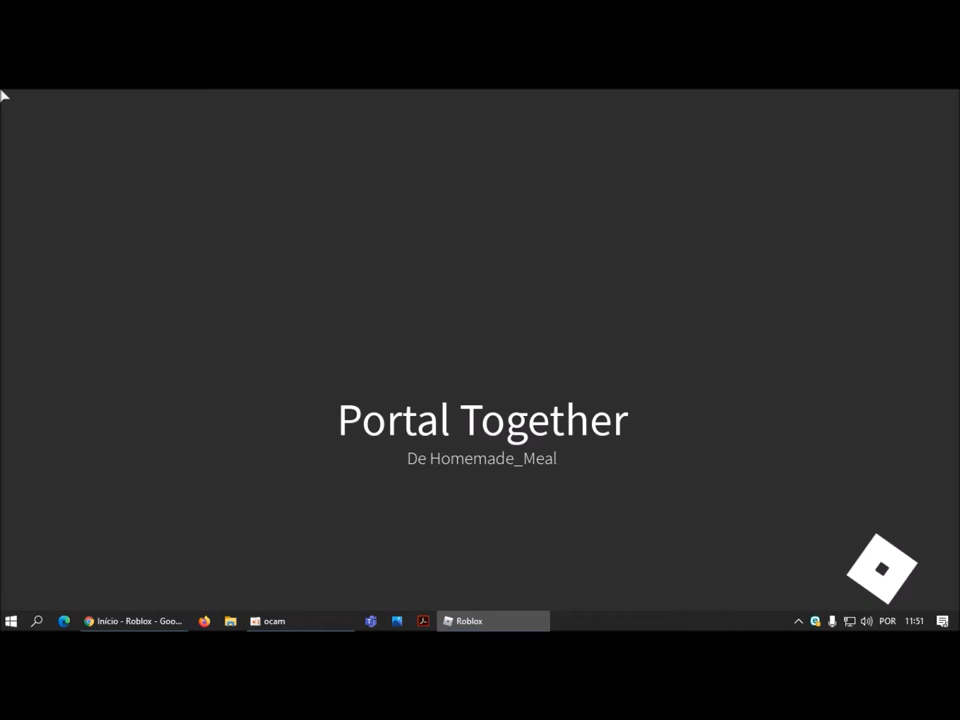 Portal Together
De Homemade_Meal
Início - Roblox - Goo...
ocam
Roblox
POR
11:51